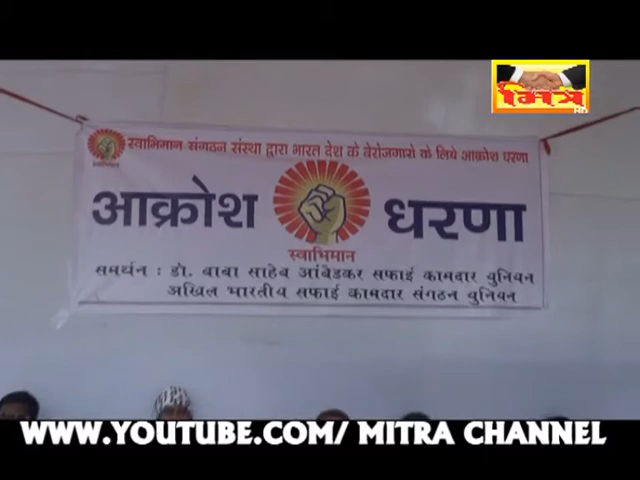 मित्र
HD
स्वाभिमान संगठन संस्था द्वारा भारत देश के बेरोजगारो के लिये आक्रोश धरणा
आक्रोश धरणा
स्वाभिमान
समर्थन : डॉ. बाबा साहेब आंबेडकर सफाई कामदार युनियन
अखिल भारतीय सफाई कामदार संगठन युनियन
WWW.YOUTUBE.COM/ MITRA CHANNEL